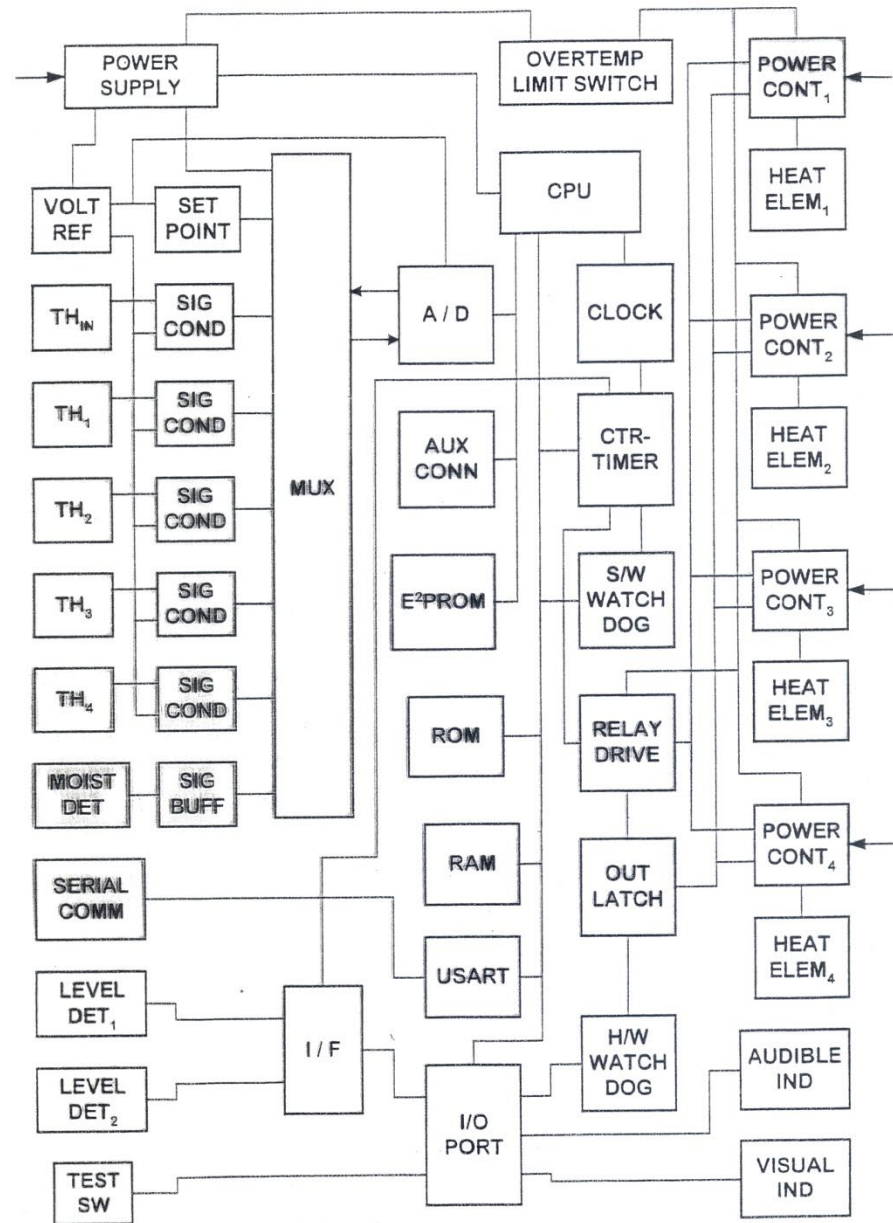 POWER
SUPPLY
OVERTEMP
LIMIT SWITCH
POWER
CONT₁
HEAT
ELEM₁
CPU
VOLT
REF
SET
POINT
MUX
A / D
CLOCK
TH_IN
SIG
COND
POWER
CONT₂
HEAT
ELEM₂
TH₁
SIG
COND
AUX
CONN
CTR-
TIMER
TH₂
SIG
COND
TH₃
SIG
COND
E²PROM
S/W
WATCH
DOG
POWER
CONT₃
HEAT
ELEM₃
TH₄
SIG
COND
ROM
RELAY
DRIVE
MOIST
DET
SIG
BUFF
POWER
CONT₄
HEAT
ELEM₄
RAM
OUT
LATCH
SERIAL
COMM
USART
LEVEL
DET₁
I / F
H/W
WATCH
DOG
AUDIBLE
IND
LEVEL
DET₂
I/O
PORT
TEST
SW
VISUAL
IND